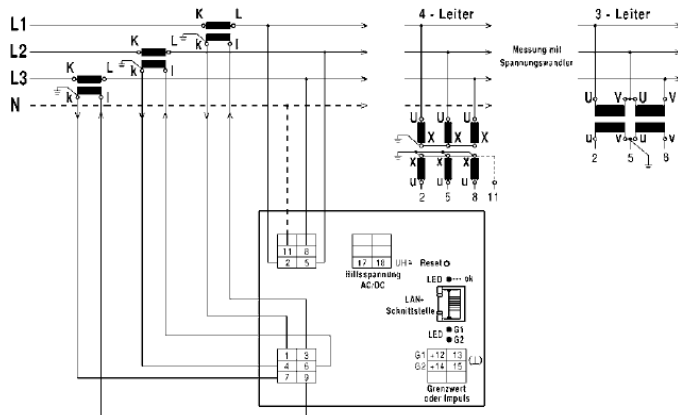 K L 4 - Leiter 3 - Leiter
L1
K L k l
L2 Messung mit
Spannungswandler
K L k l
L3
k l U V U V
N
U U U
X X X
u v u v
2 5 8
X X X
u u u
2 5 8 11
11 8
2 5 17 18 UH≈ Reset
Hilfsspannung
AC/DC
LED ok
LAN-
Schnittstelle
LED G1
G2
1 3 G1 +12 13
4 6 G2 +14 15
7 9
Grenzwert
oder Impuls